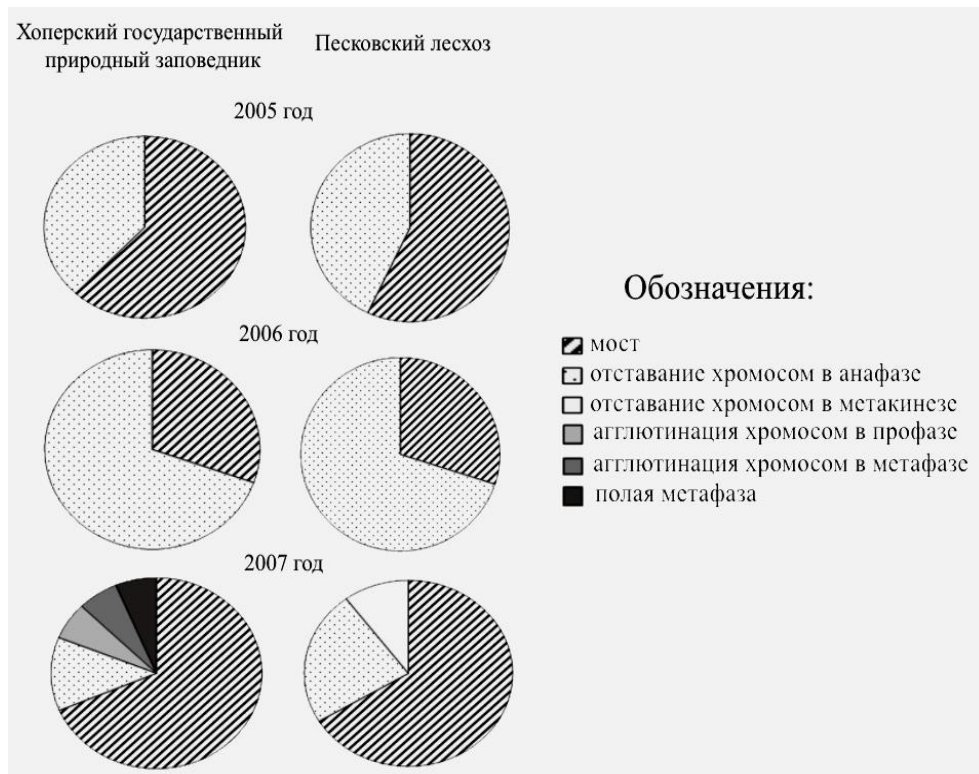 Хоперский государственный
природный заповедник
Песковский лесхоз
2005 год
2006 год
2007 год
Обозначения:
мост
отставание хромосом в анафазе
отставание хромосом в метакинезе
агглютинация хромосом в профазе
агглютинация хромосом в метафазе
полая метафаза